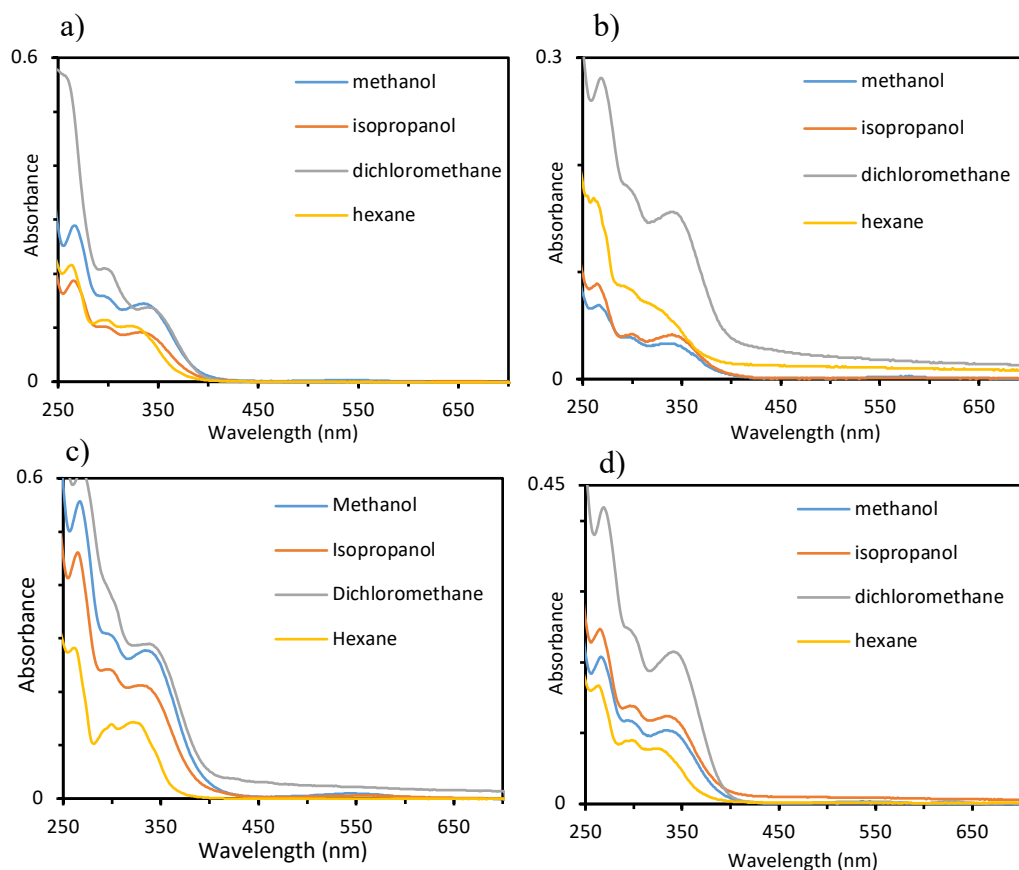 a)
0.6
methanol
isopropanol
dichloromethane
hexane
Absorbance
0
250
350
450
550
650
Wavelength (nm)
b)
0.3
methanol
isopropanol
dichloromethane
hexane
Absorbance
0
250
350
450
550
650
Wavelength (nm)
c)
0.6
Methanol
Isopropanol
Dichloromethane
Hexane
Absorbance
0
250
350
450
550
650
Wavelength (nm)
d)
0.45
methanol
isopropanol
dichloromethane
hexane
Absorbance
0
250
350
450
550
650
Wavelength (nm)